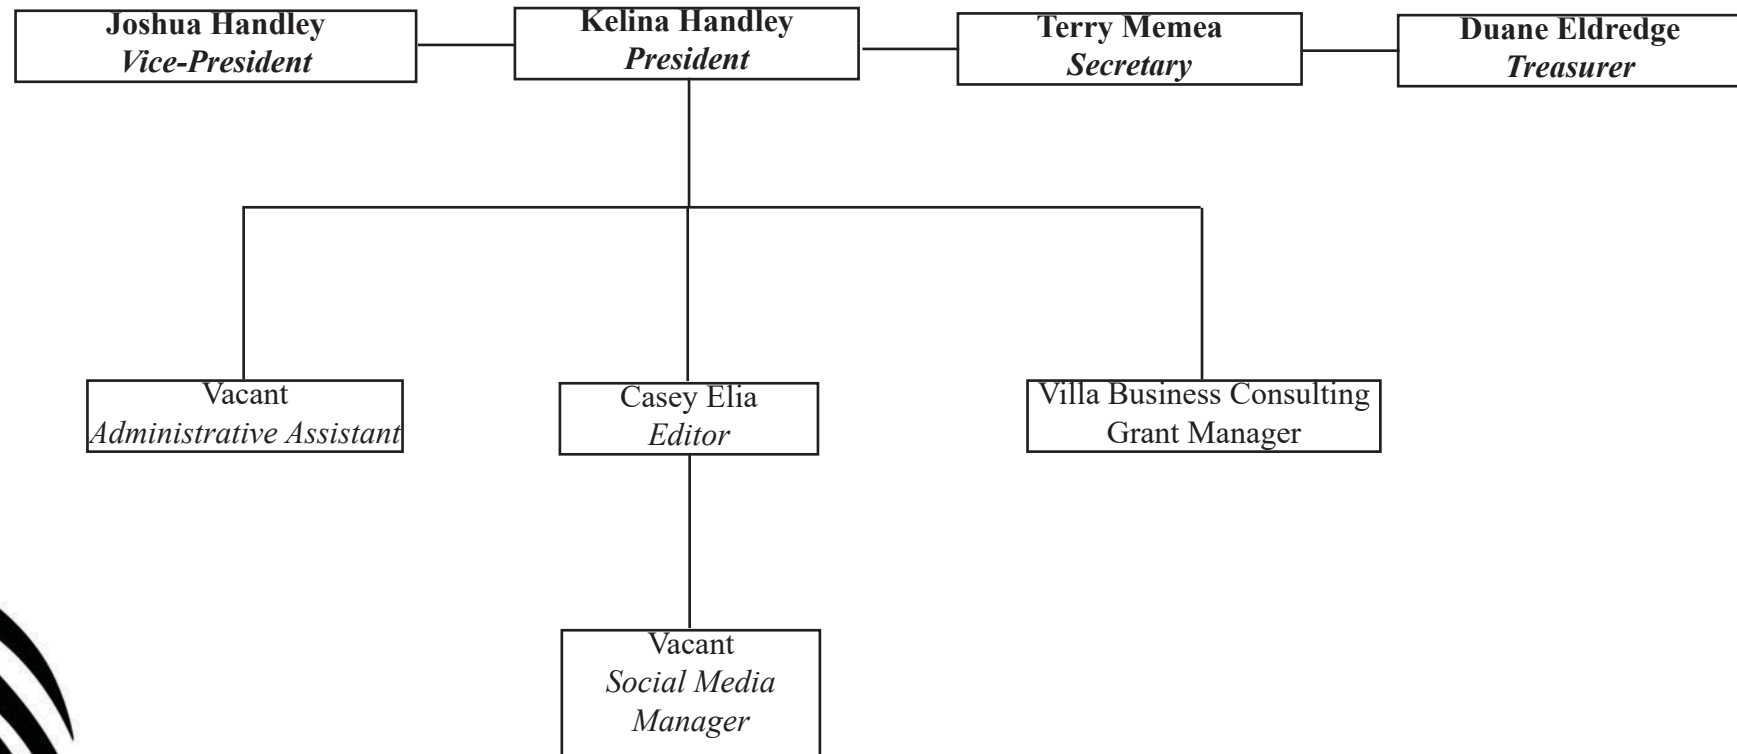 Joshua Handley
Vice-President
Kelina Handley
President
Terry Memea
Secretary
Duane Eldredge
Treasurer
Vacant
Administrative Assistant
Casey Elia
Editor
Villa Business Consulting
Grant Manager
Vacant
Social Media
Manager